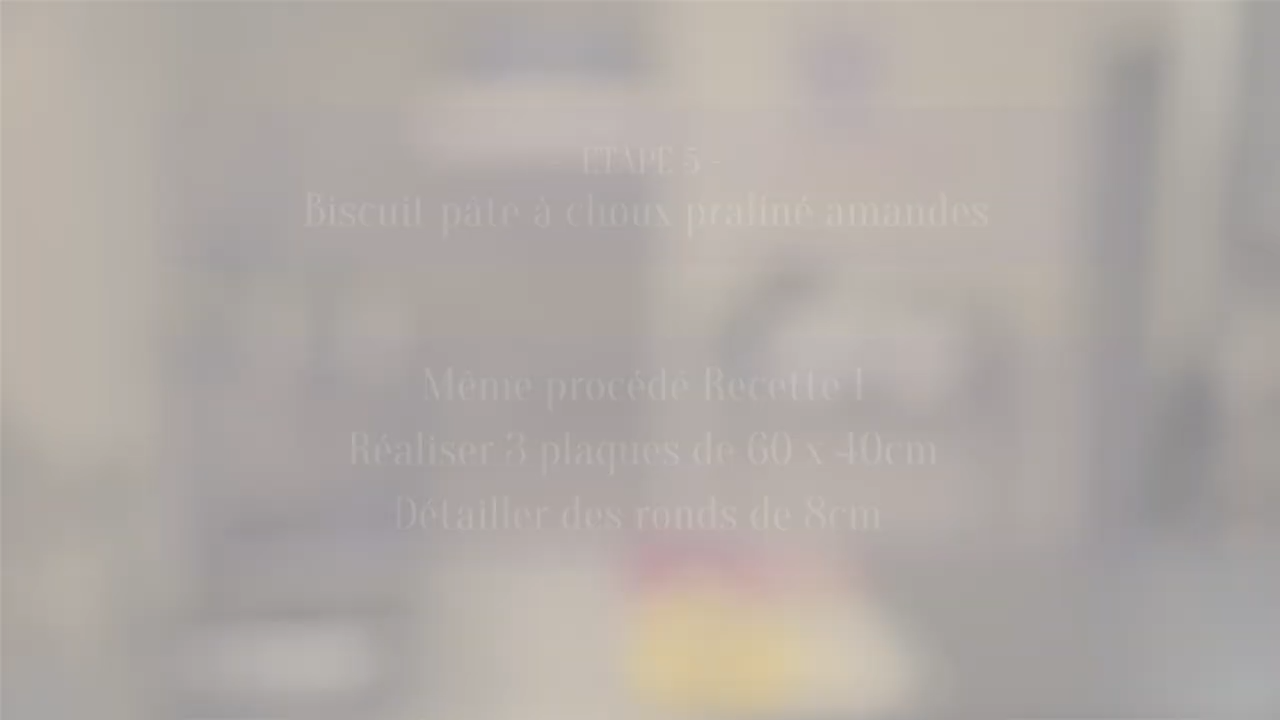 ETAPE 5 -
Biscuit pâte à choux praliné amandes
Même procédé Recette 1
Réaliser 3 plaques de 60 x 40cm
Détailler des ronds de 8cm